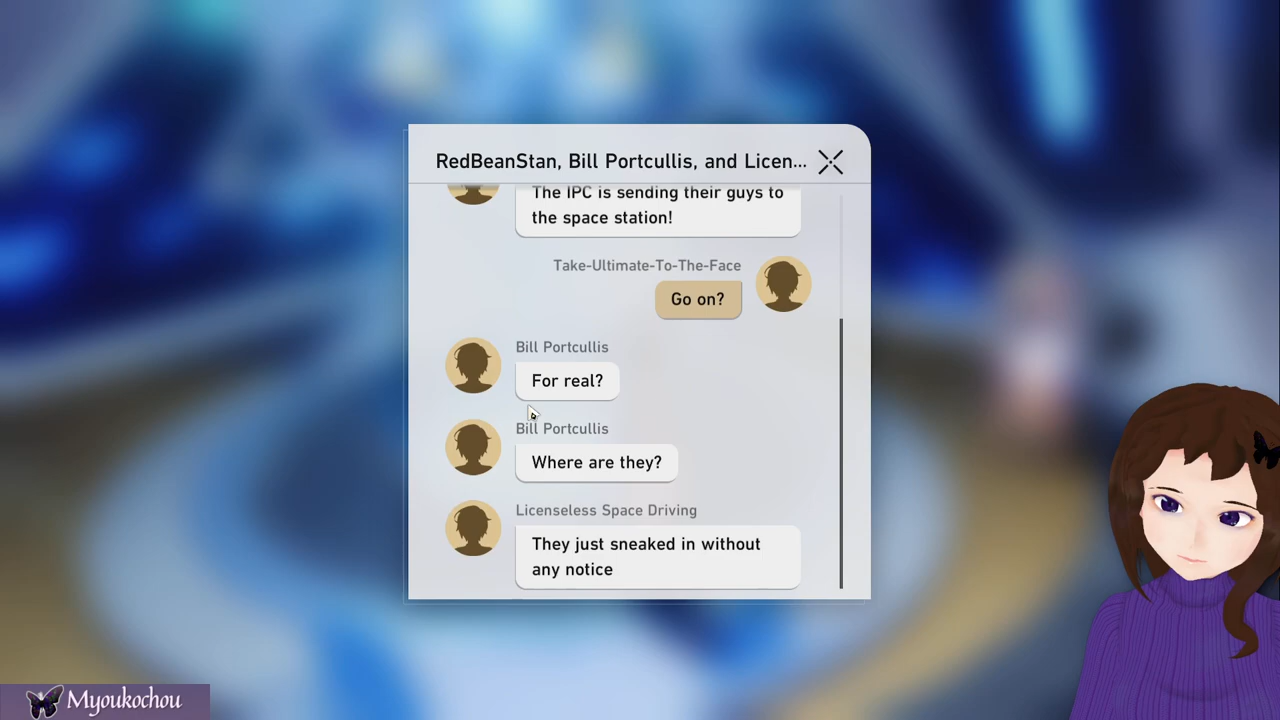 RedBeanStan, Bill Portcullis, and Licen...
The IPC is sending their guys to
the space station!
Take-Ultimate-To-The-Face
Go on?
Bill Portcullis
For real?
Bill Portcullis
Where are they?
Licenseless Space Driving
They just sneaked in without
any notice
Myoukochou